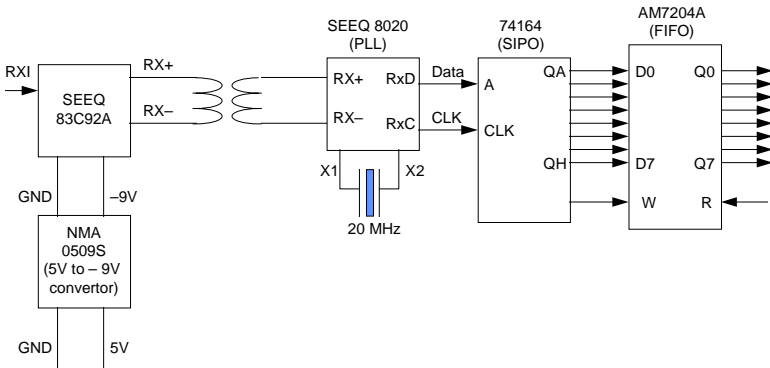 SEEQ 8020
(PLL)
74164
(SIPO)
AM7204A
(FIFO)
RXI
RX+
RX–
SEEQ
83C92A
RX+
RX–
RxD
RxC
Data
CLK
A
CLK
QA
QH
D0
D7
W
Q0
Q7
R
X1
X2
20 MHz
GND
–9V
NMA
0509S
(5V to – 9V
convertor)
GND
5V